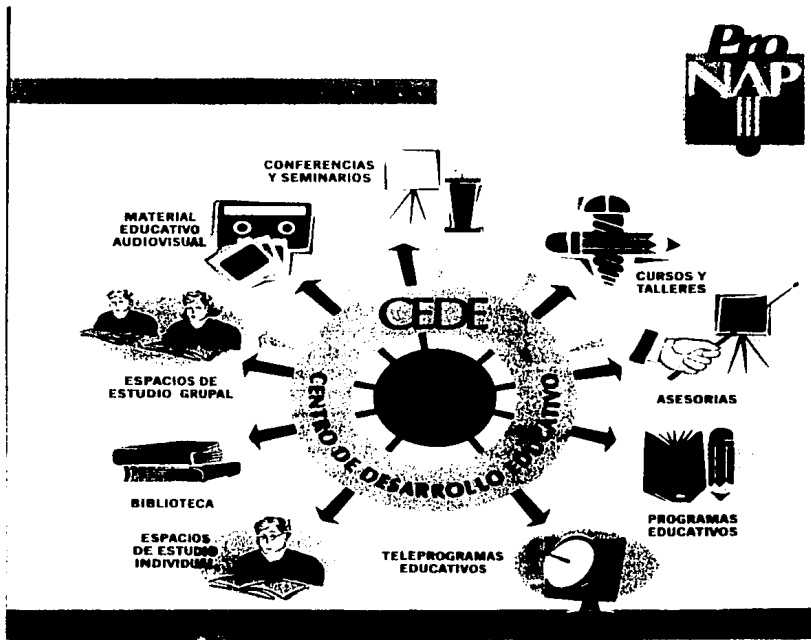 Pro
NAP
CONFERENCIAS
Y SEMINARIOS
MATERIAL
EDUCATIVO
AUDIOVISUAL
CURSOS Y
TALLERES
CEDE
CENTRO DE DESARROLLO EDUCATIVO
ESPACIOS DE
ESTUDIO GRUPAL
ASESORIAS
BIBLIOTECA
PROGRAMAS
EDUCATIVOS
ESPACIOS
DE ESTUDIO
INDIVIDUAL
TELEPROGRAMAS
EDUCATIVOS